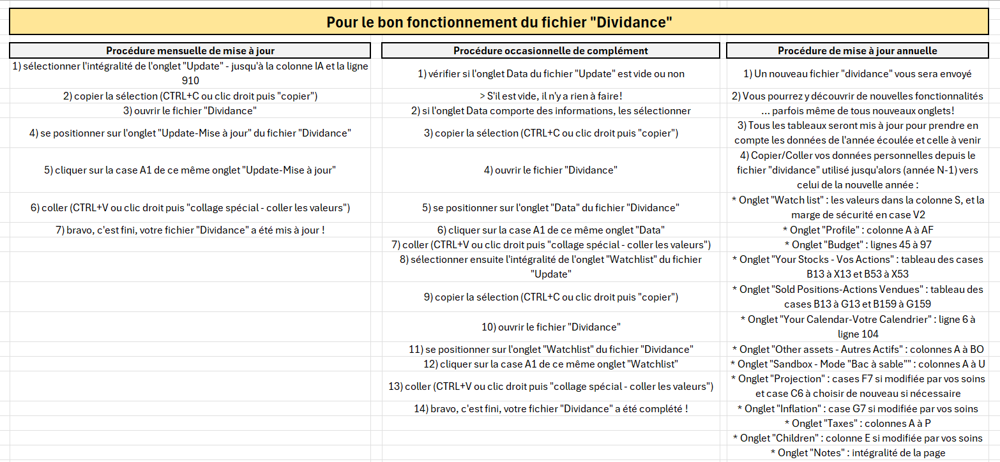 Pour le bon fonctionnement du fichier "Dividance"
Procédure mensuelle de mise à jour
1) sélectionner l'intégralité de l'onglet "Update" - jusqu'à la colonne IA et la ligne
910
2) copier la sélection (CTRL+C ou clic droit puis "copier")
3) ouvrir le fichier "Dividance"
4) se positionner sur l'onglet "Update-Mise à jour" du fichier "Dividance"
5) cliquer sur la case A1 de ce même onglet "Update-Mise à jour"
6) coller (CTRL+V ou clic droit puis "collage spécial - coller les valeurs")
7) bravo, c'est fini, votre fichier "Dividance" a été mis à jour !
Procédure occasionnelle de complément
1) vérifier si l'onglet Data du fichier "Update" est vide ou non
> S'il est vide, il n'y a rien à faire!
2) si l'onglet Data comporte des informations, les sélectionner
3) copier la sélection (CTRL+C ou clic droit puis "copier")
4) ouvrir le fichier "Dividance"
5) se positionner sur l'onglet "Data" du fichier "Dividance"
6) cliquer sur la case A1 de ce même onglet "Data"
7) coller (CTRL+V ou clic droit puis "collage spécial - coller les valeurs")
8) sélectionner ensuite l'intégralité de l'onglet "Watchlist" du fichier
"Update"
9) copier la sélection (CTRL+C ou clic droit puis "copier")
10) ouvrir le fichier "Dividance"
11) se positionner sur l'onglet "Watchlist" du fichier "Dividance"
12) cliquer sur la case A1 de ce même onglet "Watchlist"
13) coller (CTRL+V ou clic droit puis "collage spécial - coller les valeurs")
14) bravo, c'est fini, votre fichier "Dividance" a été complété !
Procédure de mise à jour annuelle
1) Un nouveau fichier "dividance" vous sera envoyé
2) Vous pourrez y découvrir de nouvelles fonctionnalités
... parfois même de tous nouveaux onglets!
3) Tous les tableaux seront mis à jour pour prendre en
compte les données de l'année écoulée et celle à venir
4) Copier/Coller vos données personnelles depuis le
fichier "dividance" utilisé jusqu'alors (année N-1) vers
celui de la nouvelle année :
* Onglet "Watch list" : les valeurs dans la colonne S, et la
marge de sécurité en case V2
* Onglet "Profile" : colonne A à AF
* Onglet "Budget" : lignes 45 à 97
* Onglet "Your Stocks - Vos Actions" : tableau des cases
B13 à X13 et B53 à X53
* Onglet "Sold Positions-Actions Vendues" : tableau des
cases B13 à G13 et B159 à G159
* Onglet "Your Calendar-Votre Calendrier" : ligne 6 à
ligne 104
* Onglet "Other assets - Autres Actifs" : colonnes A à BO
* Onglet "Sandbox - Mode "Bac à sable"" : colonnes A à U
* Onglet "Projection" : cases F7 si modifiée par vos soins
et case C6 à choisir de nouveau si nécessaire
* Onglet "Inflation" : case G7 si modifiée par vos soins
* Onglet "Taxes" : colonnes A à P
* Onglet "Children" : colonne E si modifiée par vos soins
* Onglet "Notes" : intégralité de la page